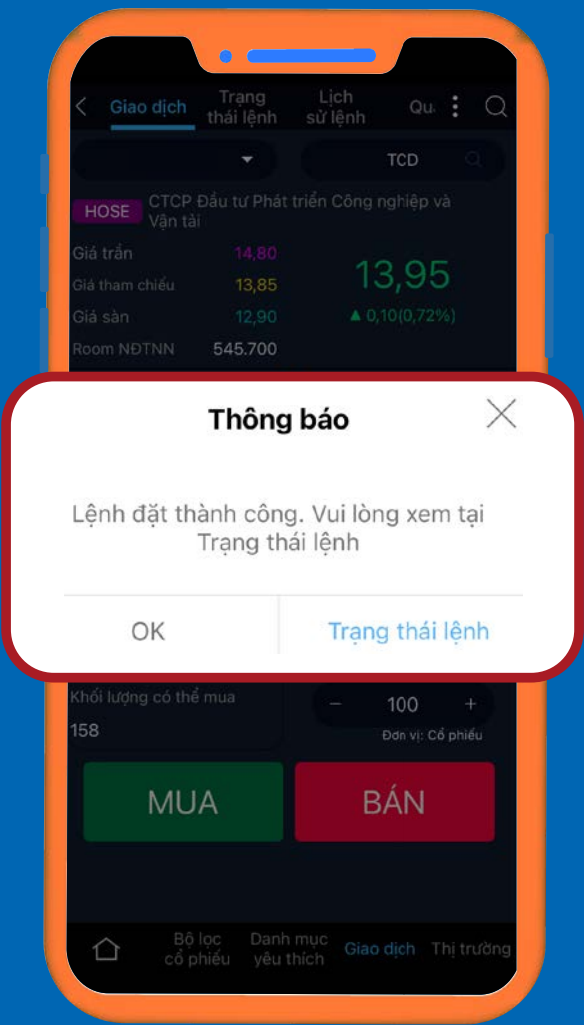 Giao dịch
Trạng
thái lệnh
Lịch
sử lệnh
Qu
TCD
HOSE
CTCP Đầu tư Phát triển Công nghiệp và
Vận tải
Giá trần 14,80
Giá tham chiếu 13,85
Giá sàn 12,90
Room NĐTNN 545.700
13,95
▲ 0,10(0,72%)
Thông báo
Lệnh đặt thành công. Vui lòng xem tại
Trạng thái lệnh
OK
Trạng thái lệnh
Khối lượng có thể mua
158
− 100 +
Đơn vị: Cổ phiếu
MUA
BÁN
Bộ lọc
cổ phiếu
Danh mục
yêu thích
Giao dịch
Thị trường